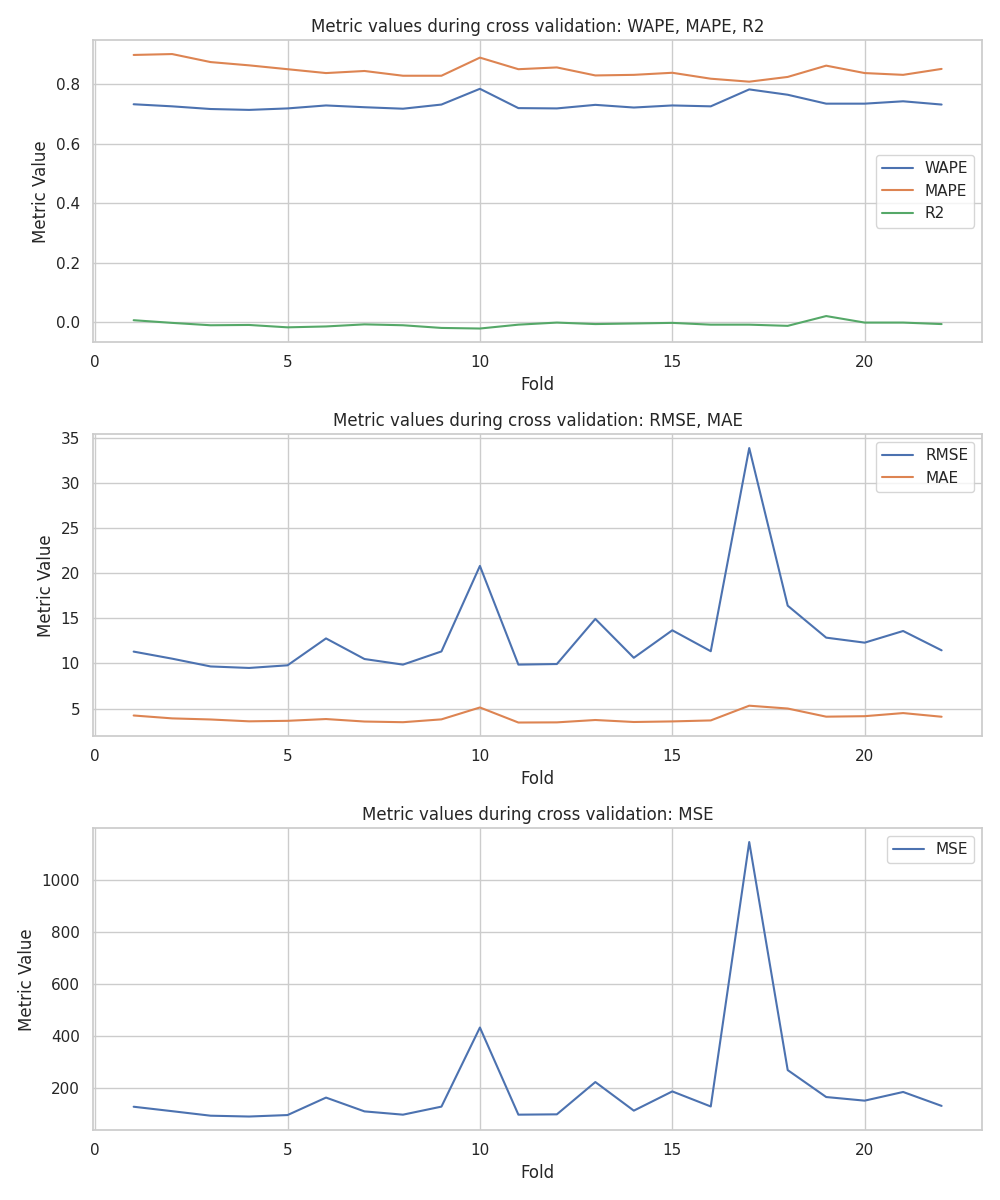 Metric values during cross validation: WAPE, MAPE, R2
Metric Value
0.8
0.6
0.4
0.2
0.0
WAPE
MAPE
R2
0 5 10 15 20
Fold
Metric values during cross validation: RMSE, MAE
Metric Value
35
30
25
20
15
10
5
RMSE
MAE
0 5 10 15 20
Fold
Metric values during cross validation: MSE
Metric Value
1000
800
600
400
200
MSE
0 5 10 15 20
Fold